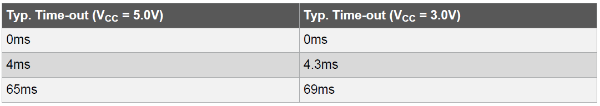 Typ. Time-out (VCC = 5.0V) Typ. Time-out (VCC = 3.0V)
0ms 0ms
4ms 4.3ms
65ms 69ms